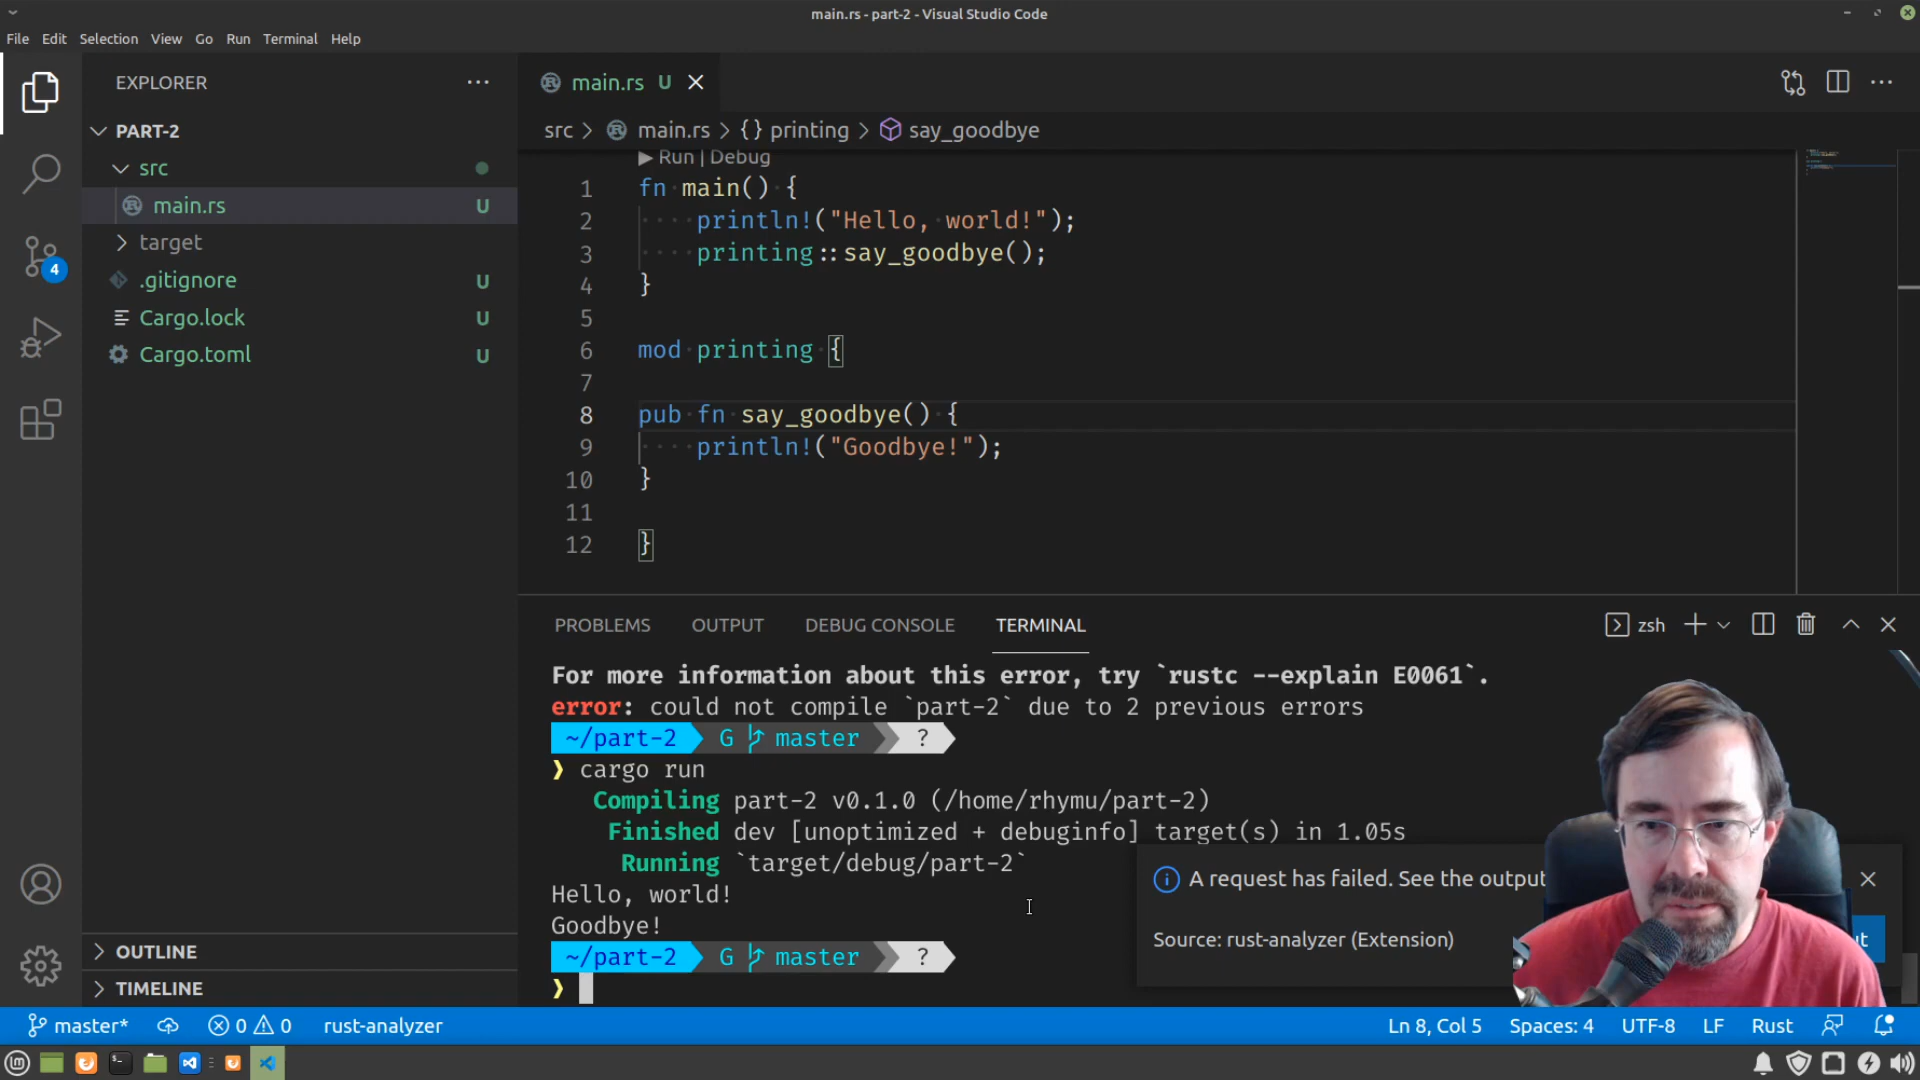 main.rs - part-2 - Visual Studio Code
File Edit Selection View Go Run Terminal Help
EXPLORER
PART-2
src
main.rs U
target
.gitignore U
Cargo.lock U
Cargo.toml U
OUTLINE
TIMELINE
4
main.rs U
src > main.rs > {} printing > say_goodbye
Run | Debug
1 fn main() {
2 println!("Hello, world!");
3 printing::say_goodbye();
4 }
5
6 mod printing {
7
8 pub fn say_goodbye() {
9 println!("Goodbye!");
10 }
11
12 }
PROBLEMS OUTPUT DEBUG CONSOLE TERMINAL
zsh
For more information about this error, try `rustc --explain E0061`.
error: could not compile `part-2` due to 2 previous errors
~/part-2 G master ?
❯ cargo run
Compiling part-2 v0.1.0 (/home/rhymu/part-2)
Finished dev [unoptimized + debuginfo] target(s) in 1.05s
Running `target/debug/part-2`
Hello, world!
Goodbye!
~/part-2 G master ?
❯
A request has failed. See the output
Source: rust-analyzer (Extension)
master* 0 0 rust-analyzer
Ln 8, Col 5 Spaces: 4 UTF-8 LF Rust